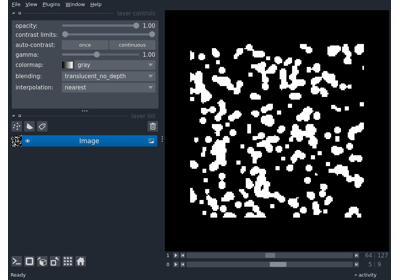 File View Plugins Window Help
layer controls
opacity: 1.00
contrast limits:
auto-contrast: once continuous
gamma: 1.00
colormap: gray
blending: translucent_no_depth
interpolation: nearest
layer list
Image
1 64 127
0 5 9
Ready activity